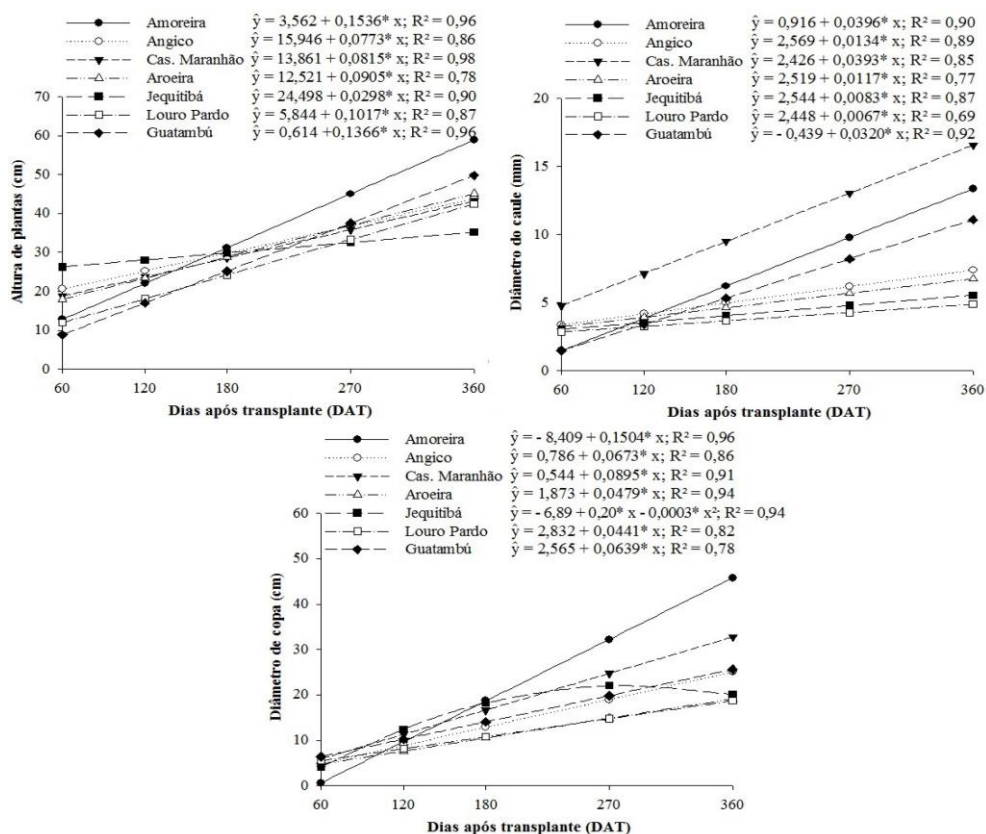 Amoreira ŷ = 3,562 + 0,1536* x; R² = 0,96
Angico ŷ = 15,946 + 0,0773* x; R² = 0,86
Cas. Maranhão ŷ = 13,861 + 0,0815* x; R² = 0,98
Aroeira ŷ = 12,521 + 0,0905* x; R² = 0,78
Jequitibá ŷ = 24,498 + 0,0298* x; R² = 0,90
Louro Pardo ŷ = 5,844 + 0,1017* x; R² = 0,87
Guatambú ŷ = 0,614 +0,1366* x; R² = 0,96
Altura de plantas (cm)
70
60
50
40
30
20
10
0
60 120 180 270 360
Dias após transplante (DAT)
Amoreira ŷ = 0,916 + 0,0396* x; R² = 0,90
Angico ŷ = 2,569 + 0,0134* x; R² = 0,89
Cas. Maranhão ŷ = 2,426 + 0,0393* x; R² = 0,85
Aroeira ŷ = 2,519 + 0,0117* x; R² = 0,77
Jequitibá ŷ = 2,544 + 0,0083* x; R² = 0,87
Louro Pardo ŷ = 2,448 + 0,0067* x; R² = 0,69
Guatambú ŷ = - 0,439 + 0,0320* x; R² = 0,92
Diâmetro do caule (mm)
20
15
10
5
0
60 120 180 270 360
Dias após transplante (DAT)
Amoreira ŷ = - 8,409 + 0,1504* x; R² = 0,96
Angico ŷ = 0,786 + 0,0673* x; R² = 0,86
Cas. Maranhão ŷ = 0,544 + 0,0895* x; R² = 0,91
Aroeira ŷ = 1,873 + 0,0479* x; R² = 0,94
Jequitibá ŷ = - 6,89 + 0,20* x - 0,0003* x²; R² = 0,94
Louro Pardo ŷ = 2,832 + 0,0441* x; R² = 0,82
Guatambú ŷ = 2,565 + 0,0639* x; R² = 0,78
Diâmetro de copa (cm)
60
50
40
30
20
10
0
60 120 180 270 360
Dias após transplante (DAT)